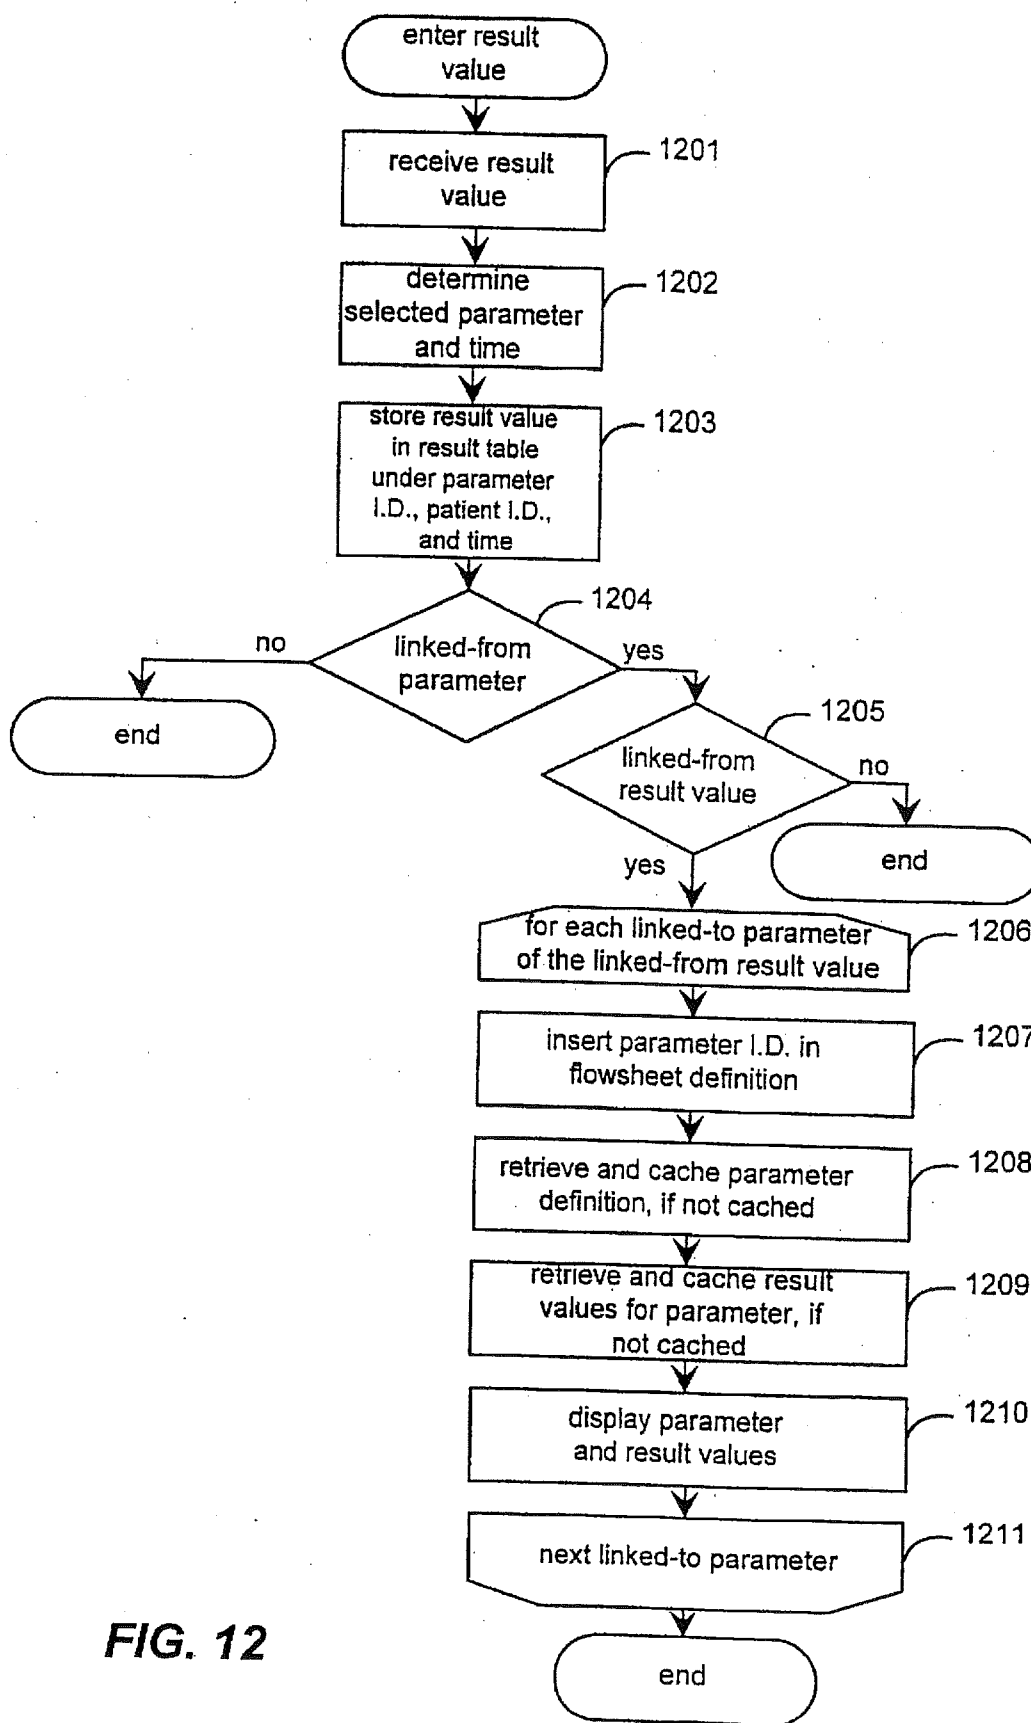 enter result
value
receive result
value
1201
determine
selected parameter
and time
1202
store result value
in result table
under parameter
I.D., patient I.D.,
and time
1203
linked-from
parameter
1204
no
yes
end
linked-from
result value
1205
no
yes
end
for each linked-to parameter
of the linked-from result value
1206
insert parameter I.D. in
flowsheet definition
1207
retrieve and cache parameter
definition, if not cached
1208
retrieve and cache result
values for parameter, if
not cached
1209
display parameter
and result values
1210
next linked-to parameter
1211
end
FIG. 12